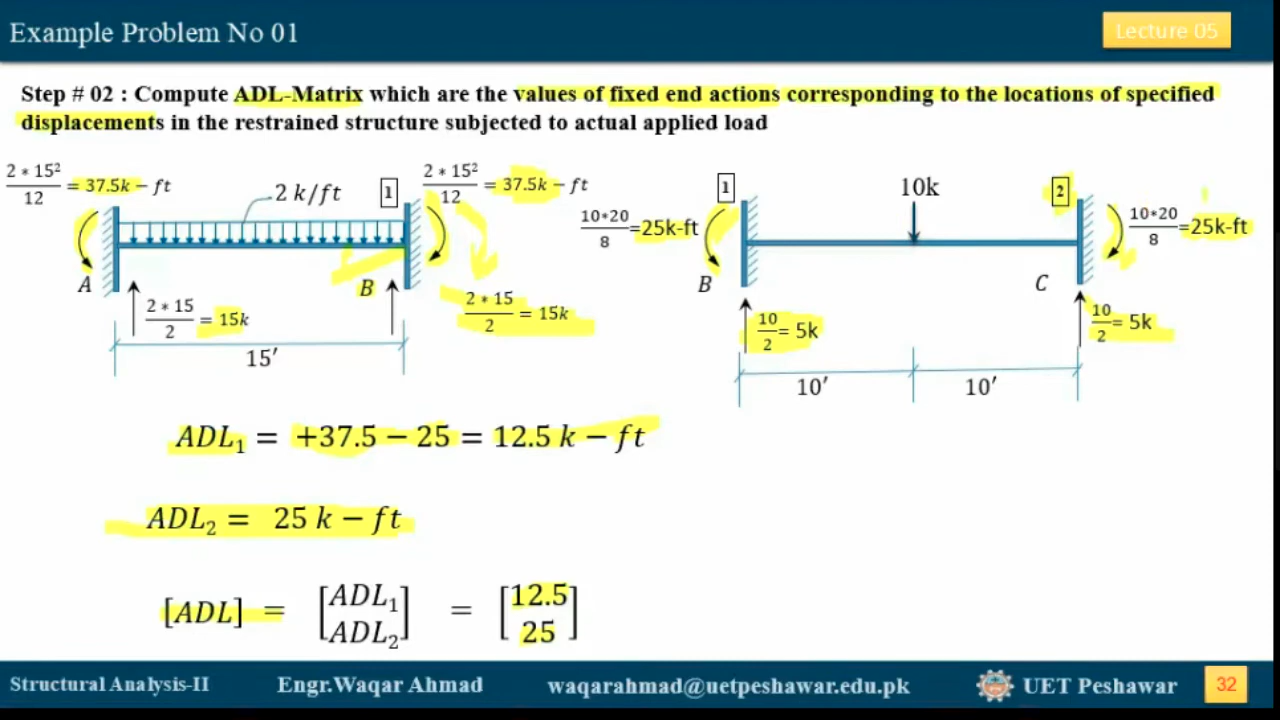 Example Problem No 01
Lecture 05
Step # 02 : Compute ADL-Matrix which are the values of fixed end actions corresponding to the locations of specified
displacements in the restrained structure subjected to actual applied load
2 * 15²/12 = 37.5k − ft
2 k/ft
1
2 * 15²/12 = 37.5k − ft
A
B
2 * 15/2 = 15k
2 * 15/2 = 15k
15′
1
10k
2
10*20/8 =25k-ft
10*20/8 =25k-ft
B
C
10/2 = 5k
10/2 = 5k
10′
10′
ADL₁ = +37.5 − 25 = 12.5 k − ft
ADL₂ = 25 k − ft
[ADL] = [ADL₁ ADL₂] = [12.5 25]
Structural Analysis-II
Engr.Waqar Ahmad
waqarahmad@uetpeshawar.edu.pk
UET Peshawar
32